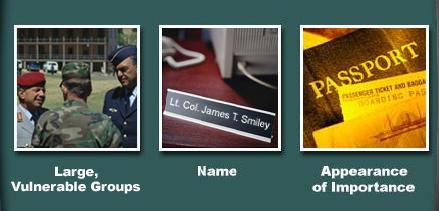 Lt. Col. James T. Smiley
PASSPORT
PASSENGER TICKET AND BAGGA
BOARDING PAS
Large,
Vulnerable Groups
Name
Appearance
of Importance